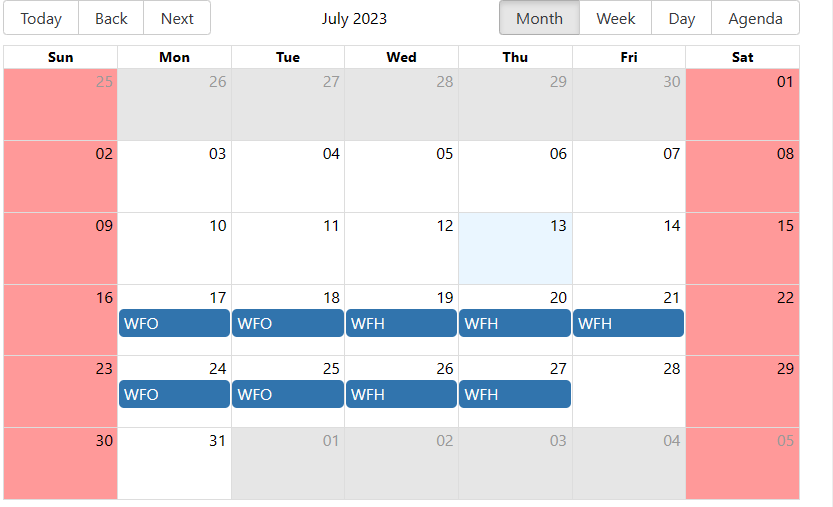 Today Back Next July 2023 Month Week Day Agenda
Sun Mon Tue Wed Thu Fri Sat
25 26 27 28 29 30 01
02 03 04 05 06 07 08
09 10 11 12 13 14 15
16 17 18 19 20 21 22
WFO WFO WFH WFH WFH
23 24 25 26 27 28 29
WFO WFO WFH WFH
30 31 01 02 03 04 05